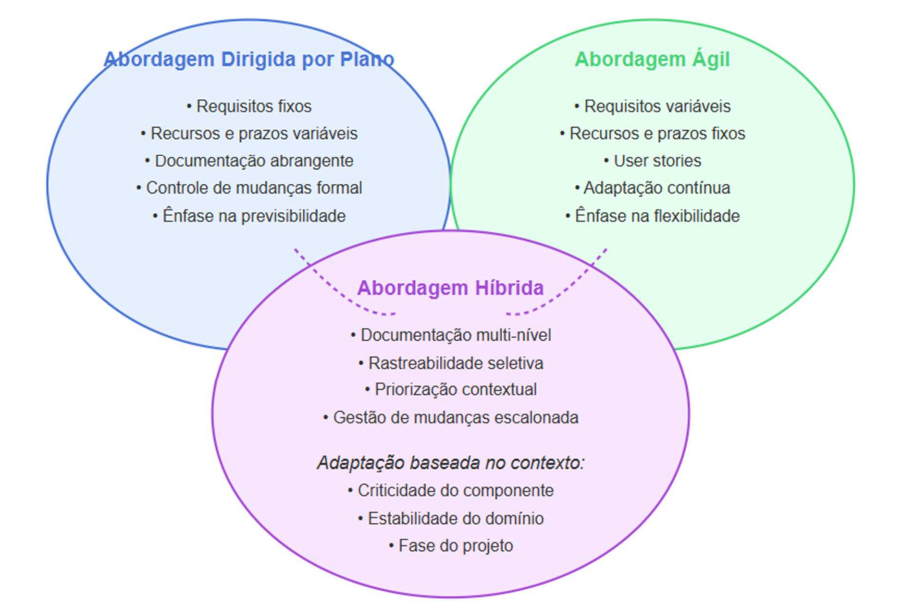 Abordagem Dirigida por Plano
• Requisitos fixos
• Recursos e prazos variáveis
• Documentação abrangente
• Controle de mudanças formal
• Ênfase na previsibilidade
Abordagem Ágil
• Requisitos variáveis
• Recursos e prazos fixos
• User stories
• Adaptação contínua
• Ênfase na flexibilidade
Abordagem Híbrida
• Documentação multi-nível
• Rastreabilidade seletiva
• Priorização contextual
• Gestão de mudanças escalonada
Adaptação baseada no contexto:
• Criticidade do componente
• Estabilidade do domínio
• Fase do projeto